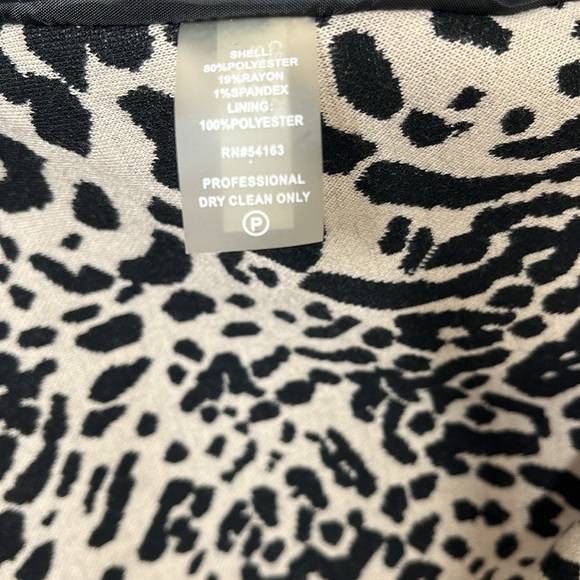 SHELL:
80%POLYESTER
19%RAYON
1%SPANDEX
LINING:
100%POLYESTER
RN#54163
PROFESSIONAL
DRY CLEAN ONLY
P